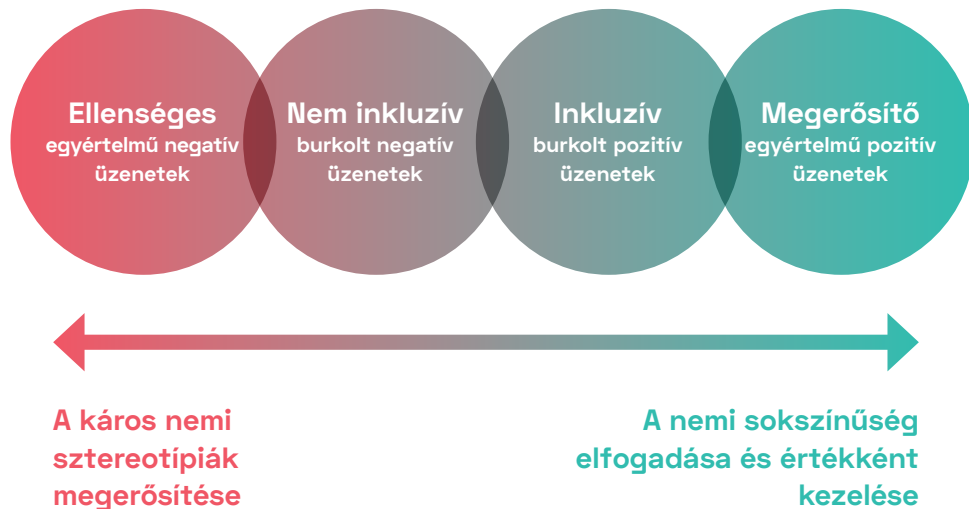 Ellenséges
egyértelmű negatív
üzenetek
Nem inkluzív
burkolt negatív
üzenetek
Inkluzív
burkolt pozitív
üzenetek
Megerősítő
egyértelmű pozitív
üzenetek
A káros nemi
sztereotípiák
megerősítése
A nemi sokszínűség
elfogadása és értékként
kezelése